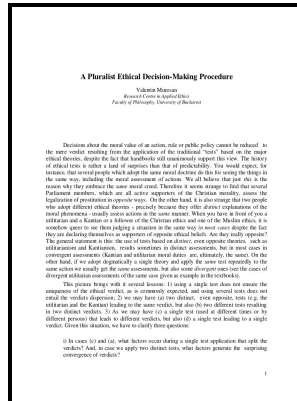 A Pluralist Ethical Decision-Making Procedure
Valentin Muresan
Research Centre in Applied Ethics
Faculty of Philosophy, University of Bucharest
Decisions about the moral value of an action, rule or public policy cannot be reduced to
the mere verdict resulting from the application of the traditional "tests" based on the major
ethical theories, despite the fact that handbooks still unanimously support this view. The history
of ethical tests is rather a land of surprises than that of predictability. You would expect, for
instance, that several people which adopt the same moral doctrine do this for seeing the things in
the same way, including the moral assessment of actions. We all believe that just this is the
reason why they embrace the same moral creed. Therefore it seems strange to find that several
Parliament members, which are all active supporters of the Christian morality, assess the
legalization of prostitution in opposite ways. On the other hand, it is also strange that two people
who adopt different ethical theories – precisely because they offer distinct explanations of the
moral phenomena - usually assess actions in the same manner. When you have in front of you a
utilitarian and a Kantian or a follower of the Christian ethics and one of the Muslim ethics, it is
somehow queer to see them judging a situation in the same way in most cases despite the fact
they are declaring themselves as supporters of opposite ethical beliefs. Are they really opposite?
The general statement is this: the use of tests based on distinct, even opposite theories, such as
utilitarianism and Kantianism, results sometimes in distinct assessments, but in most cases in
convergent assessments (Kantian and utilitarian moral duties are, ultimately, the same). On the
other hand, if we adopt dogmatically a single theory and apply the same test repeatedly to the
same action we usually get the same assessments, but also some divergent ones (see the cases of
divergent utilitarian assessments of the same case given as example in the textbooks).
This picture brings with it several lessons: 1) using a single test does not ensure the
uniqueness of the ethical verdict, as is commonly expected, and using several tests does not
entail the verdicts dispersion; 2) we may have (a) two distinct, even opposite, tests (e.g. the
utilitarian and the Kantian) leading to the same verdict, but also (b) two different tests resulting
in two distinct verdicts. 3) As we may have (c) a single test (used at different times or by
different persons) that leads to different verdicts, but also (d) a single test leading to a single
verdict. Given this situation, we have to clarify three questions:
i) In cases (c) and (a), what factors occur during a single test application that split the
verdicts? And, in case we apply two distinct tests, what factors generate the surprising
convergence of verdicts?
1